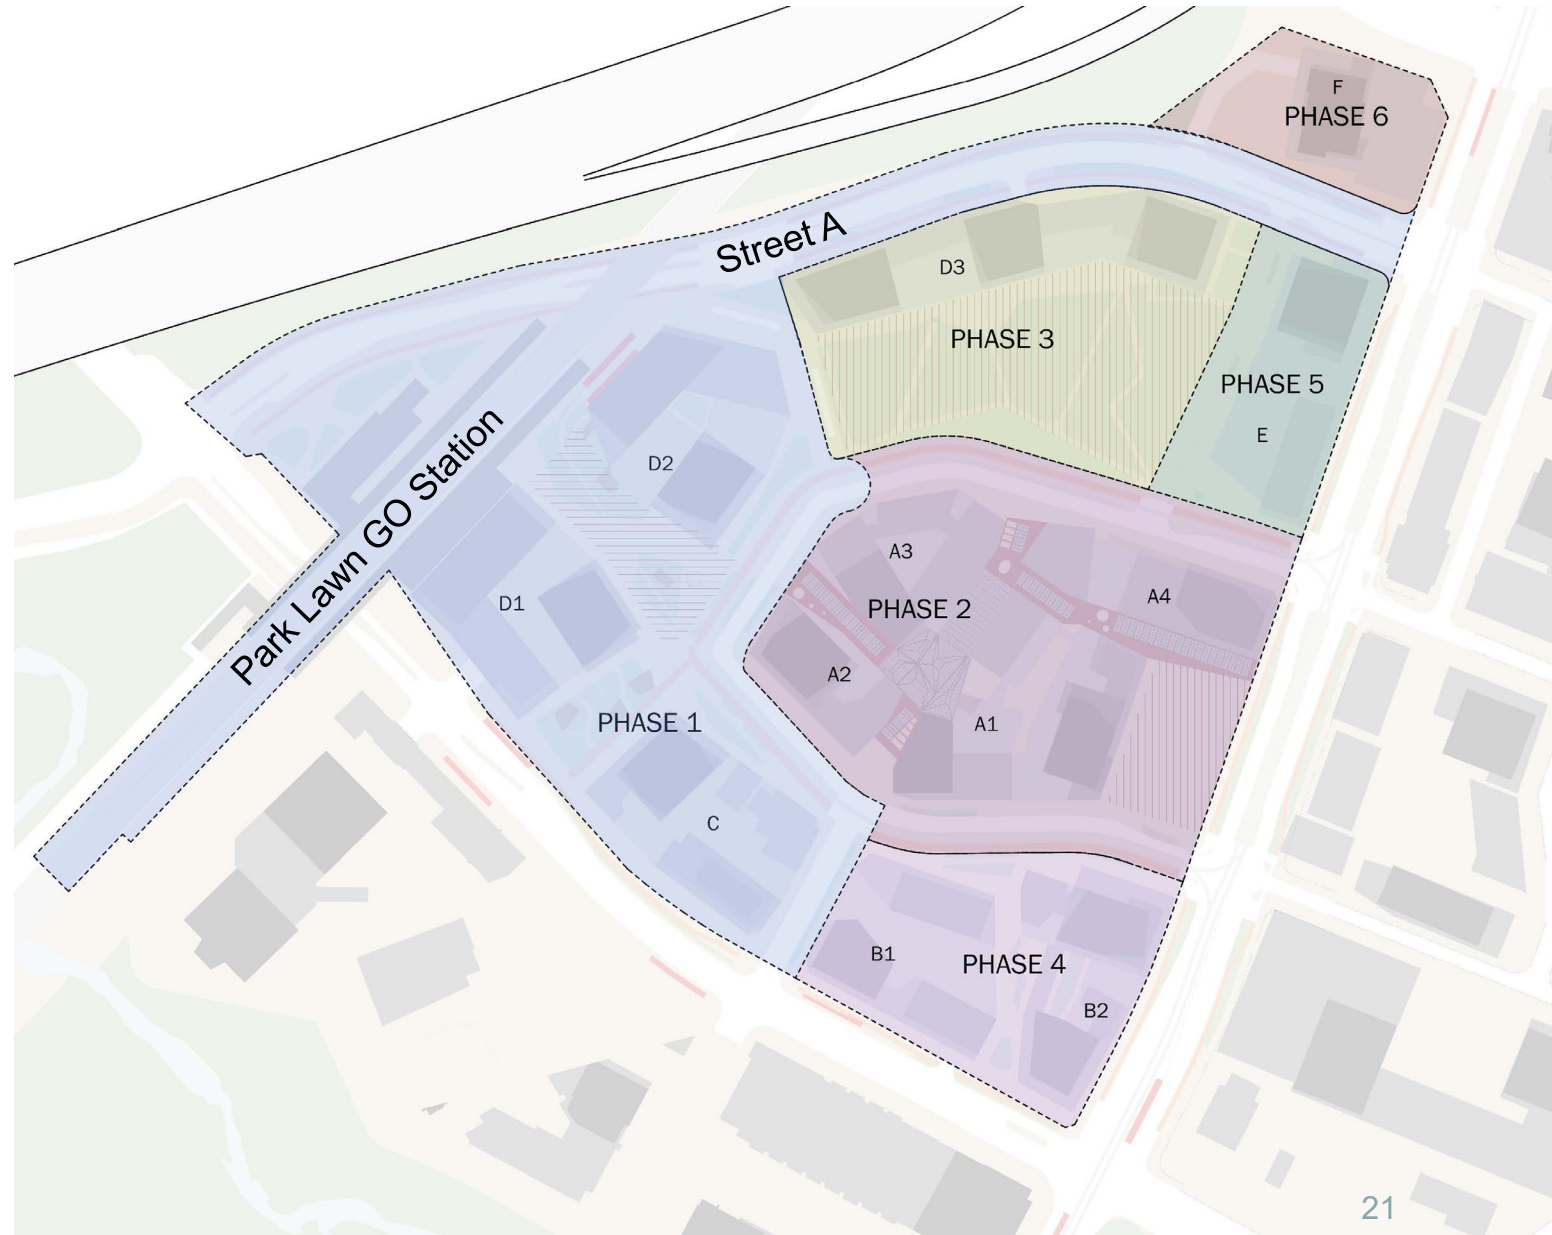 F
PHASE 6
Street A
D3
PHASE 3
PHASE 5
E
Park Lawn GO Station
D2
A3
D1
PHASE 2
A4
A2
PHASE 1
A1
C
B1
PHASE 4
B2
21